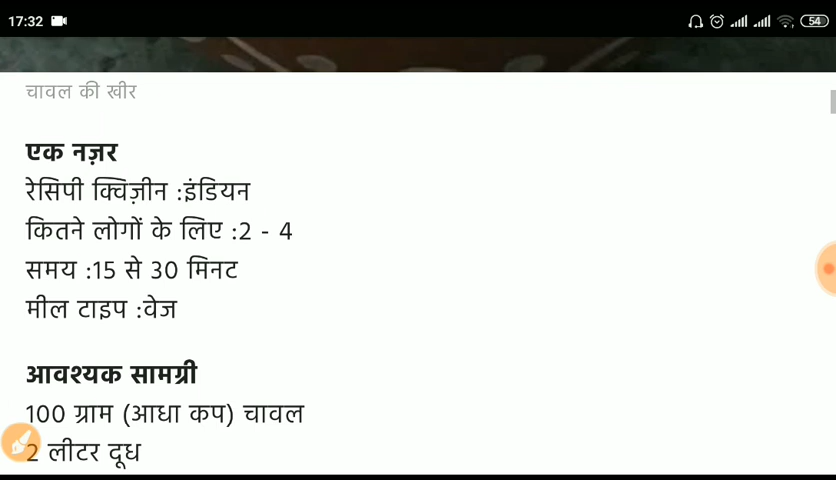 17:32
54
चावल की खीर
एक नज़र
रेसिपी क्विज़ीन :इंडियन
कितने लोगों के लिए :2 - 4
समय :15 से 30 मिनट
मील टाइप :वेज
आवश्यक सामग्री
100 ग्राम (आधा कप) चावल
2 लीटर दूध